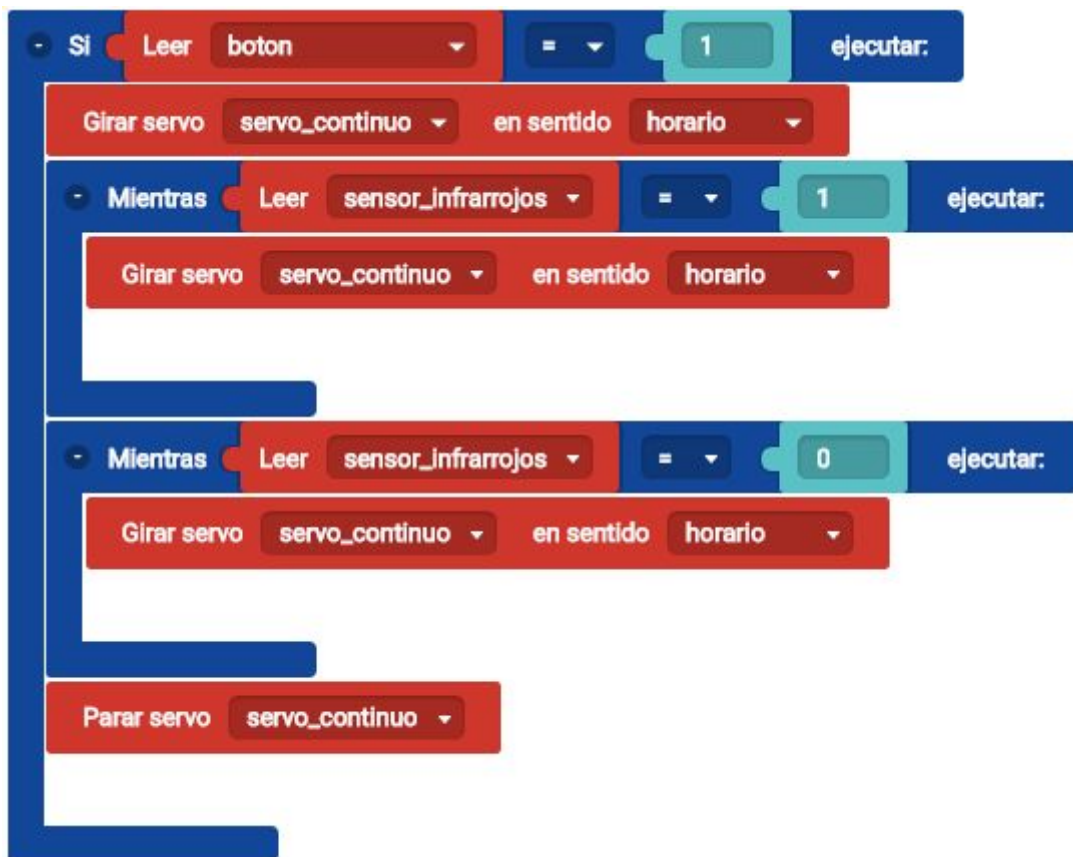 - Si Leer boton = 1 ejecutar:
Girar servo servo_continuo en sentido horario
- Mientras Leer sensor_infrarrojos = 1 ejecutar:
Girar servo servo_continuo en sentido horario
- Mientras Leer sensor_infrarrojos = 0 ejecutar:
Girar servo servo_continuo en sentido horario
Parar servo servo_continuo